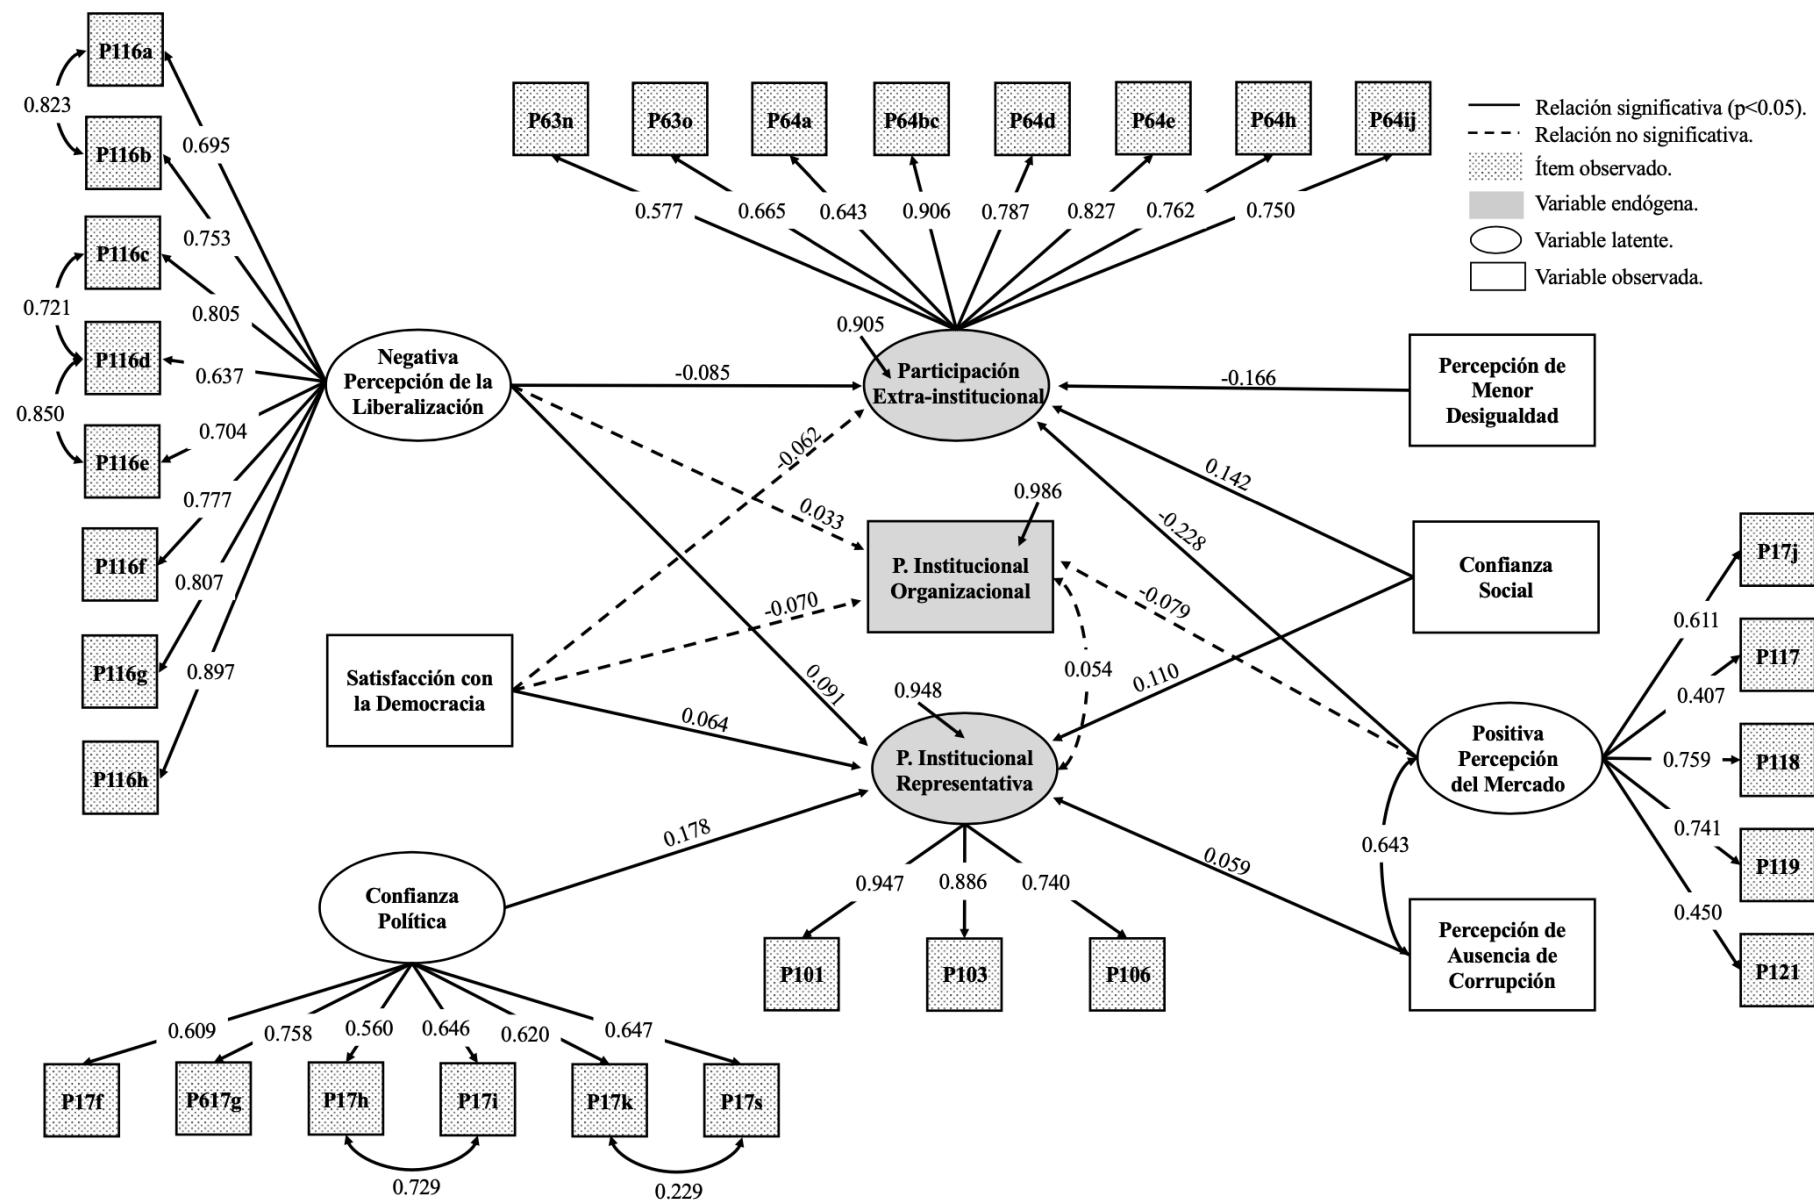 P116a
P116b
P116c
P116d
P116e
P116f
P116g
P116h
0.823
0.721
0.850
0.695
0.753
0.805
0.637
0.704
0.777
0.807
0.897
P63n
P63o
P64a
P64bc
P64d
P64e
P64h
P64ij
0.577
0.665
0.643
0.906
0.787
0.827
0.762
0.750
Relación significativa (p<0.05).
Relación no significativa.
Ítem observado.
Variable endógena.
Variable latente.
Variable observada.
Negativa
Percepción de la
Liberalización
-0.085
0.905
Participación
Extra-institucional
-0.166
Percepción de
Menor
Desigualdad
-0.062
0.033
0.142
-0.228
0.986
P. Institucional
Organizacional
Confianza
Social
-0.070
-0.079
0.054
0.110
0.091
0.064
Satisfacción con
la Democracia
0.948
P. Institucional
Representativa
Positiva
Percepción
del Mercado
P17j
P117
P118
P119
P121
0.611
0.407
0.759
0.741
0.450
0.178
0.059
0.643
Confianza
Política
0.947
0.886
0.740
P101
P103
P106
Percepción de
Ausencia de
Corrupción
0.609
0.758
0.560
0.646
0.620
0.647
P17f
P617g
P17h
P17i
P17k
P17s
0.729
0.229